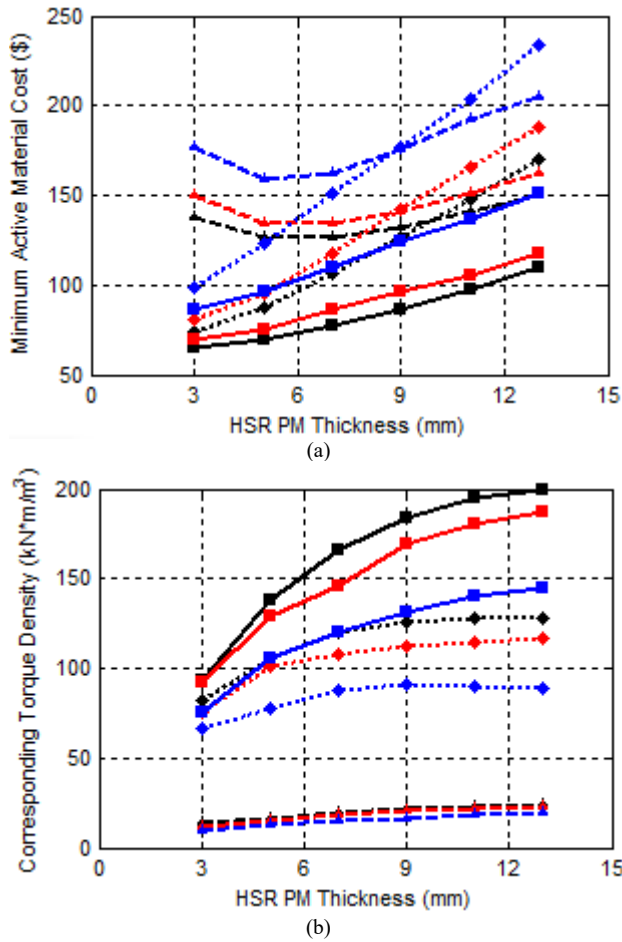 250
200
150
100
50
0 3 6 9 12 15
Minimum Active Material Cost ($)
HSR PM Thickness (mm)
(a)
200
150
100
50
0
0 3 6 9 12 15
Corresponding Torque Density (kN*m/m³)
HSR PM Thickness (mm)
(b)